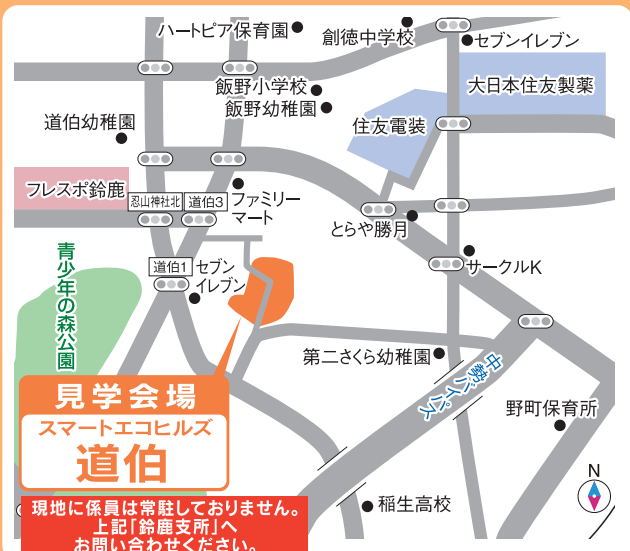 ハートピア保育園
創徳中学校
セブンイレブン
飯野小学校
飯野幼稚園
大日本住友製薬
道伯幼稚園
住友電装
フレスポ鈴鹿
忍山神社北
道伯3
ファミリー
マート
とらや勝月
青少年の森公園
道伯1
セブン
イレブン
サークルK
第二さくら幼稚園
中勢バイパス
見学会場
スマートエコヒルズ
道伯
野町保育所
N
稲生高校
現地に係員は常駐しておりません。
上記「鈴鹿支所」へ
お問い合わせください。